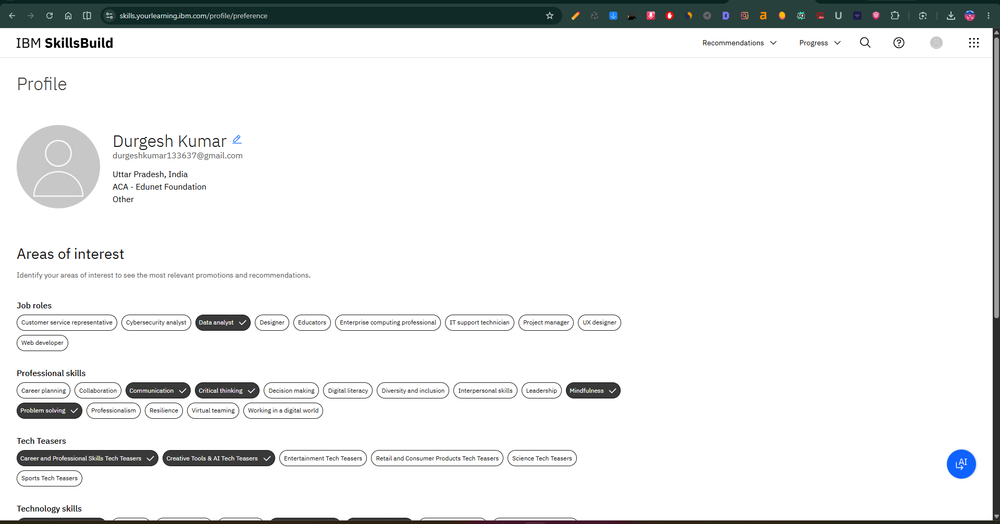 skills.yourlearning.ibm.com/profile/preference
IBM SkillsBuild
Recommendations
Progress
Profile
Durgesh Kumar
durgeshkumar133637@gmail.com
Uttar Pradesh, India
ACA - Edunet Foundation
Other
Areas of interest
Identify your areas of interest to see the most relevant promotions and recommendations.
Job roles
Customer service representative Cybersecurity analyst Data analyst Designer Educators Enterprise computing professional IT support technician Project manager UX designer
Web developer
Professional skills
Career planning Collaboration Communication Critical thinking Decision making Digital literacy Diversity and inclusion Interpersonal skills Leadership Mindfulness
Problem solving Professionalism Resilience Virtual teaming Working in a digital world
Tech Teasers
Career and Professional Skills Tech Teasers Creative Tools & AI Tech Teasers Entertainment Tech Teasers Retail and Consumer Products Tech Teasers Science Tech Teasers
Sports Tech Teasers
AI
Technology skills